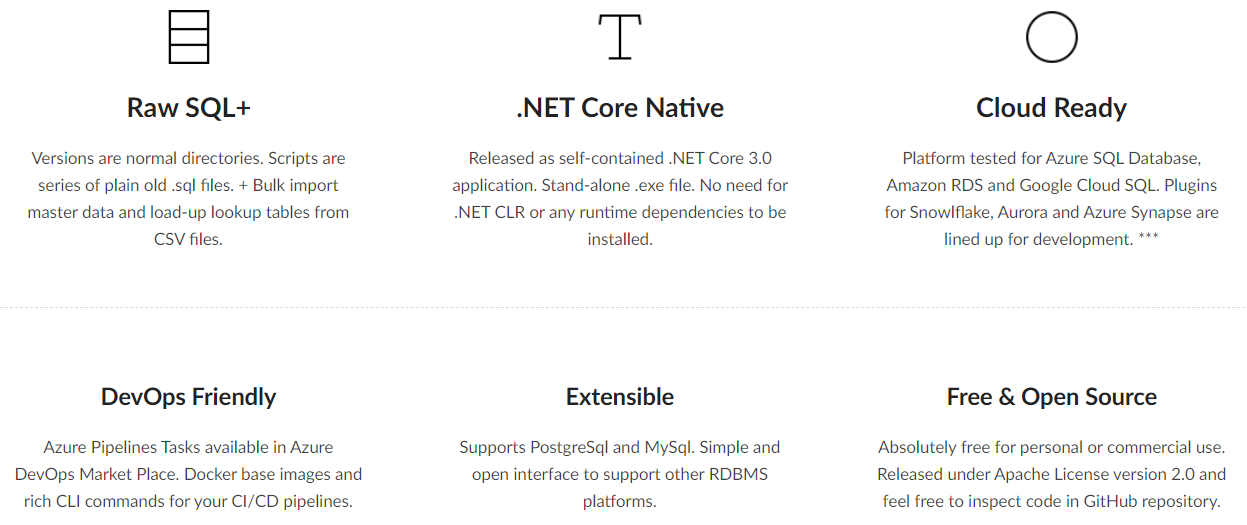 Raw SQL+
Versions are normal directories. Scripts are
series of plain old .sql files. + Bulk import
master data and load-up lookup tables from
CSV files.
.NET Core Native
Released as self-contained .NET Core 3.0
application. Stand-alone .exe file. No need for
.NET CLR or any runtime dependencies to be
installed.
Cloud Ready
Platform tested for Azure SQL Database,
Amazon RDS and Google Cloud SQL. Plugins
for Snowlflake, Aurora and Azure Synapse are
lined up for development. ***
DevOps Friendly
Azure Pipelines Tasks available in Azure
DevOps Market Place. Docker base images and
rich CLI commands for your CI/CD pipelines.
Extensible
Supports PostgreSql and MySql. Simple and
open interface to support other RDBMS
platforms.
Free & Open Source
Absolutely free for personal or commercial use.
Released under Apache License version 2.0 and
feel free to inspect code in GitHub repository.